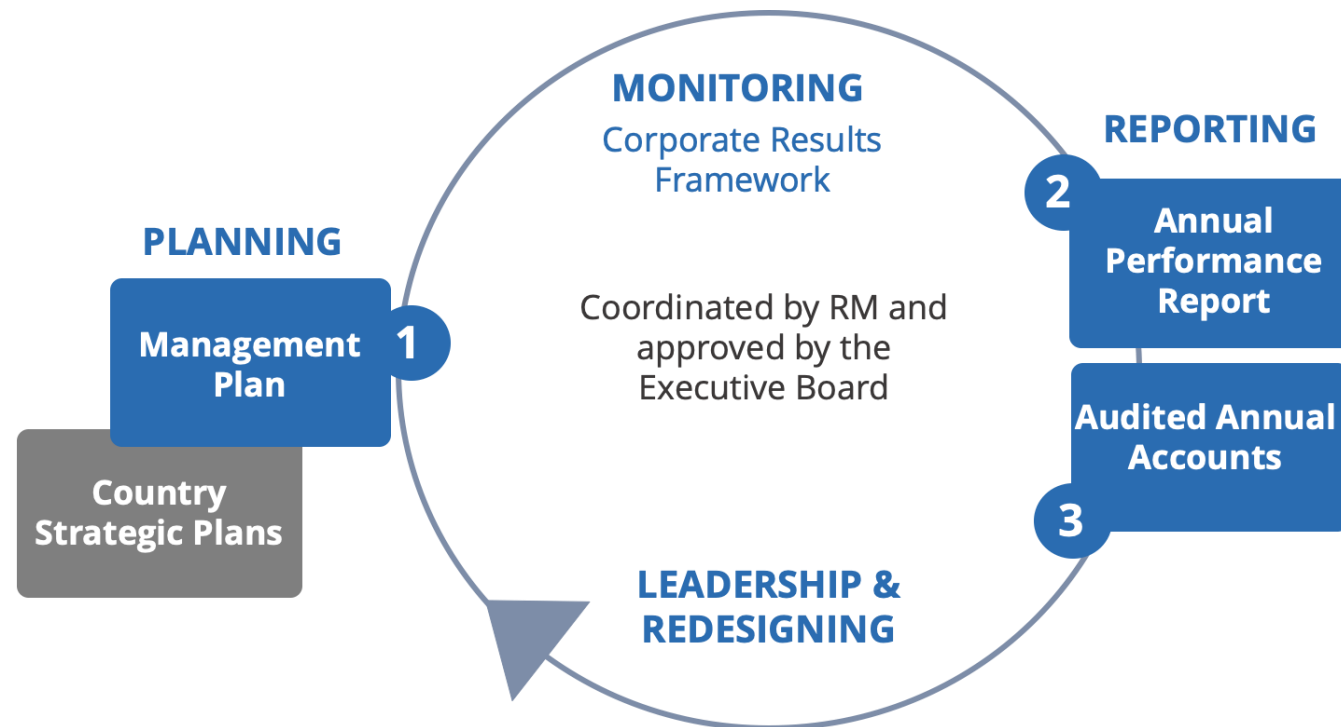 PLANNING
Management
Plan
1
Country
Strategic Plans
MONITORING
Corporate Results
Framework
Coordinated by RM and
approved by the
Executive Board
LEADERSHIP &
REDESIGNING
REPORTING
2
Annual
Performance
Report
Audited Annual
Accounts
3